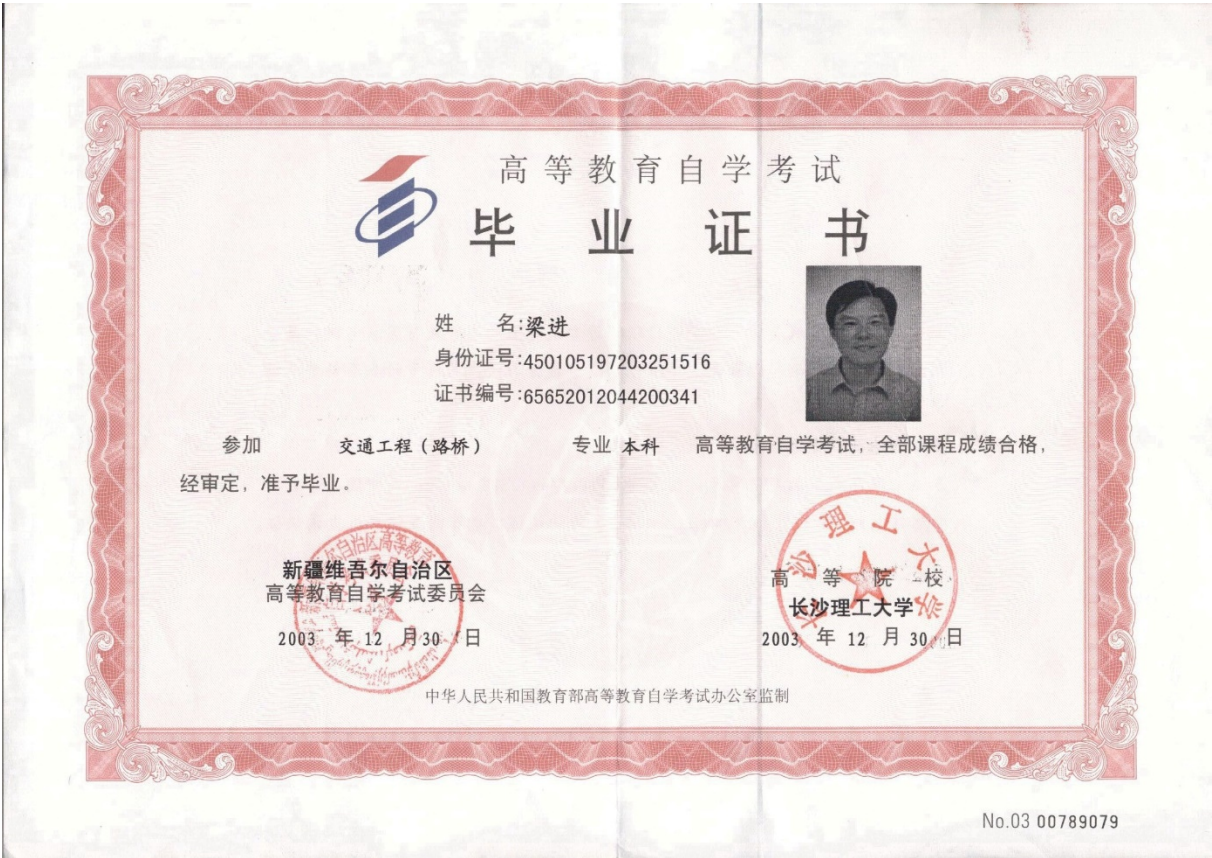 高等教育自学考试
毕业证书
姓 名:梁进
身份证号:450105197203251516
证书编号:65652012044200341
参加 交通工程(路桥) 专业 本科 高等教育自学考试,全部课程成绩合格,
经审定,准予毕业。
新疆维吾尔自治区
高等教育自学考试委员会
2003 年 12 月 30 日
长沙理工大学
高等院校
长沙理工大学
2003 年 12 月 30 日
中华人民共和国教育部高等教育自学考试办公室监制
No.03 00789079